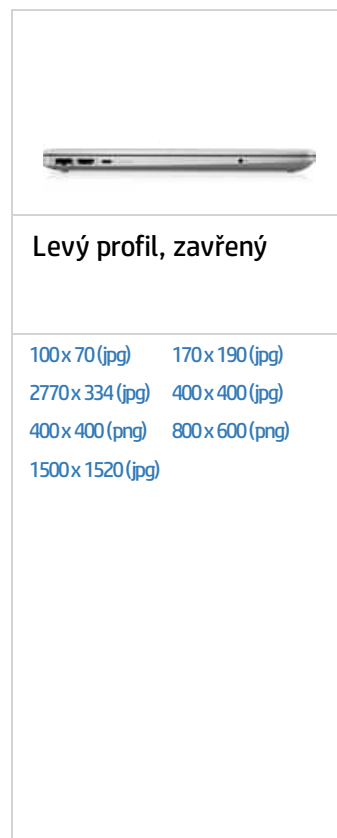 Levý profil, zavřený
100 x 70 (jpg) 170 x 190 (jpg)
2770 x 334 (jpg) 400 x 400 (jpg)
400 x 400 (png) 800 x 600 (png)
1500 x 1520 (jpg)